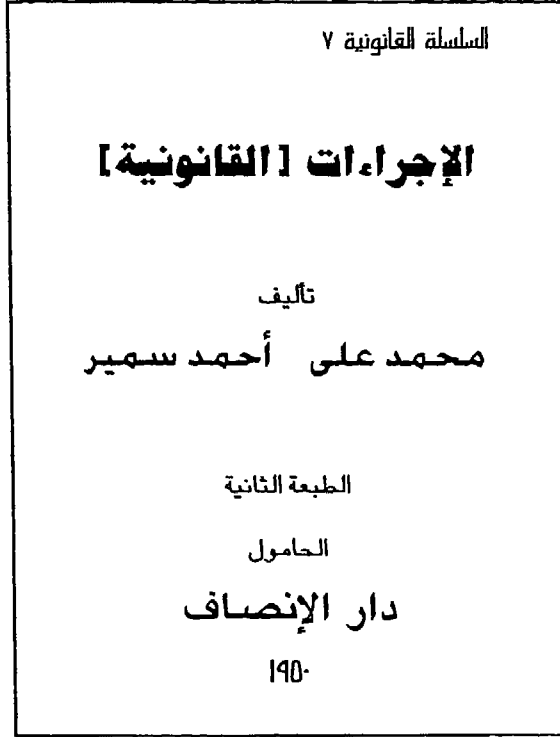 السلسلة القانونية ٧
الإجراءات [القانونية]
تأليف
محمد على أحمد سمير
الطبعة الثانية
الحامول
دار الإنصاف
١٩٥٠